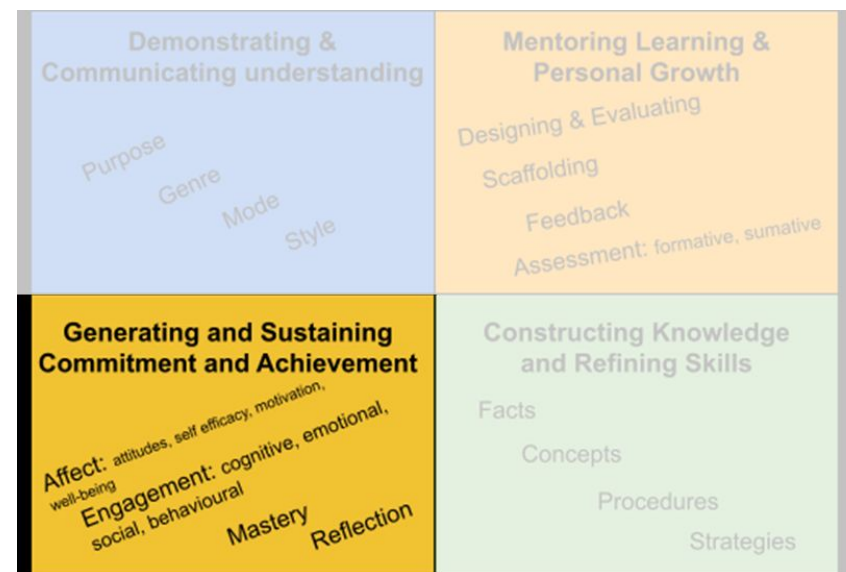 Demonstrating &
Communicating understanding
Purpose
Genre
Mode
Style
Mentoring Learning &
Personal Growth
Designing & Evaluating
Scaffolding
Feedback
Assessment: formative, sumative
Generating and Sustaining
Commitment and Achievement
Affect: attitudes, self efficacy, motivation,
well-being
Engagement: cognitive, emotional,
social, behavioural
Mastery
Reflection
Constructing Knowledge
and Refining Skills
Facts
Concepts
Procedures
Strategies